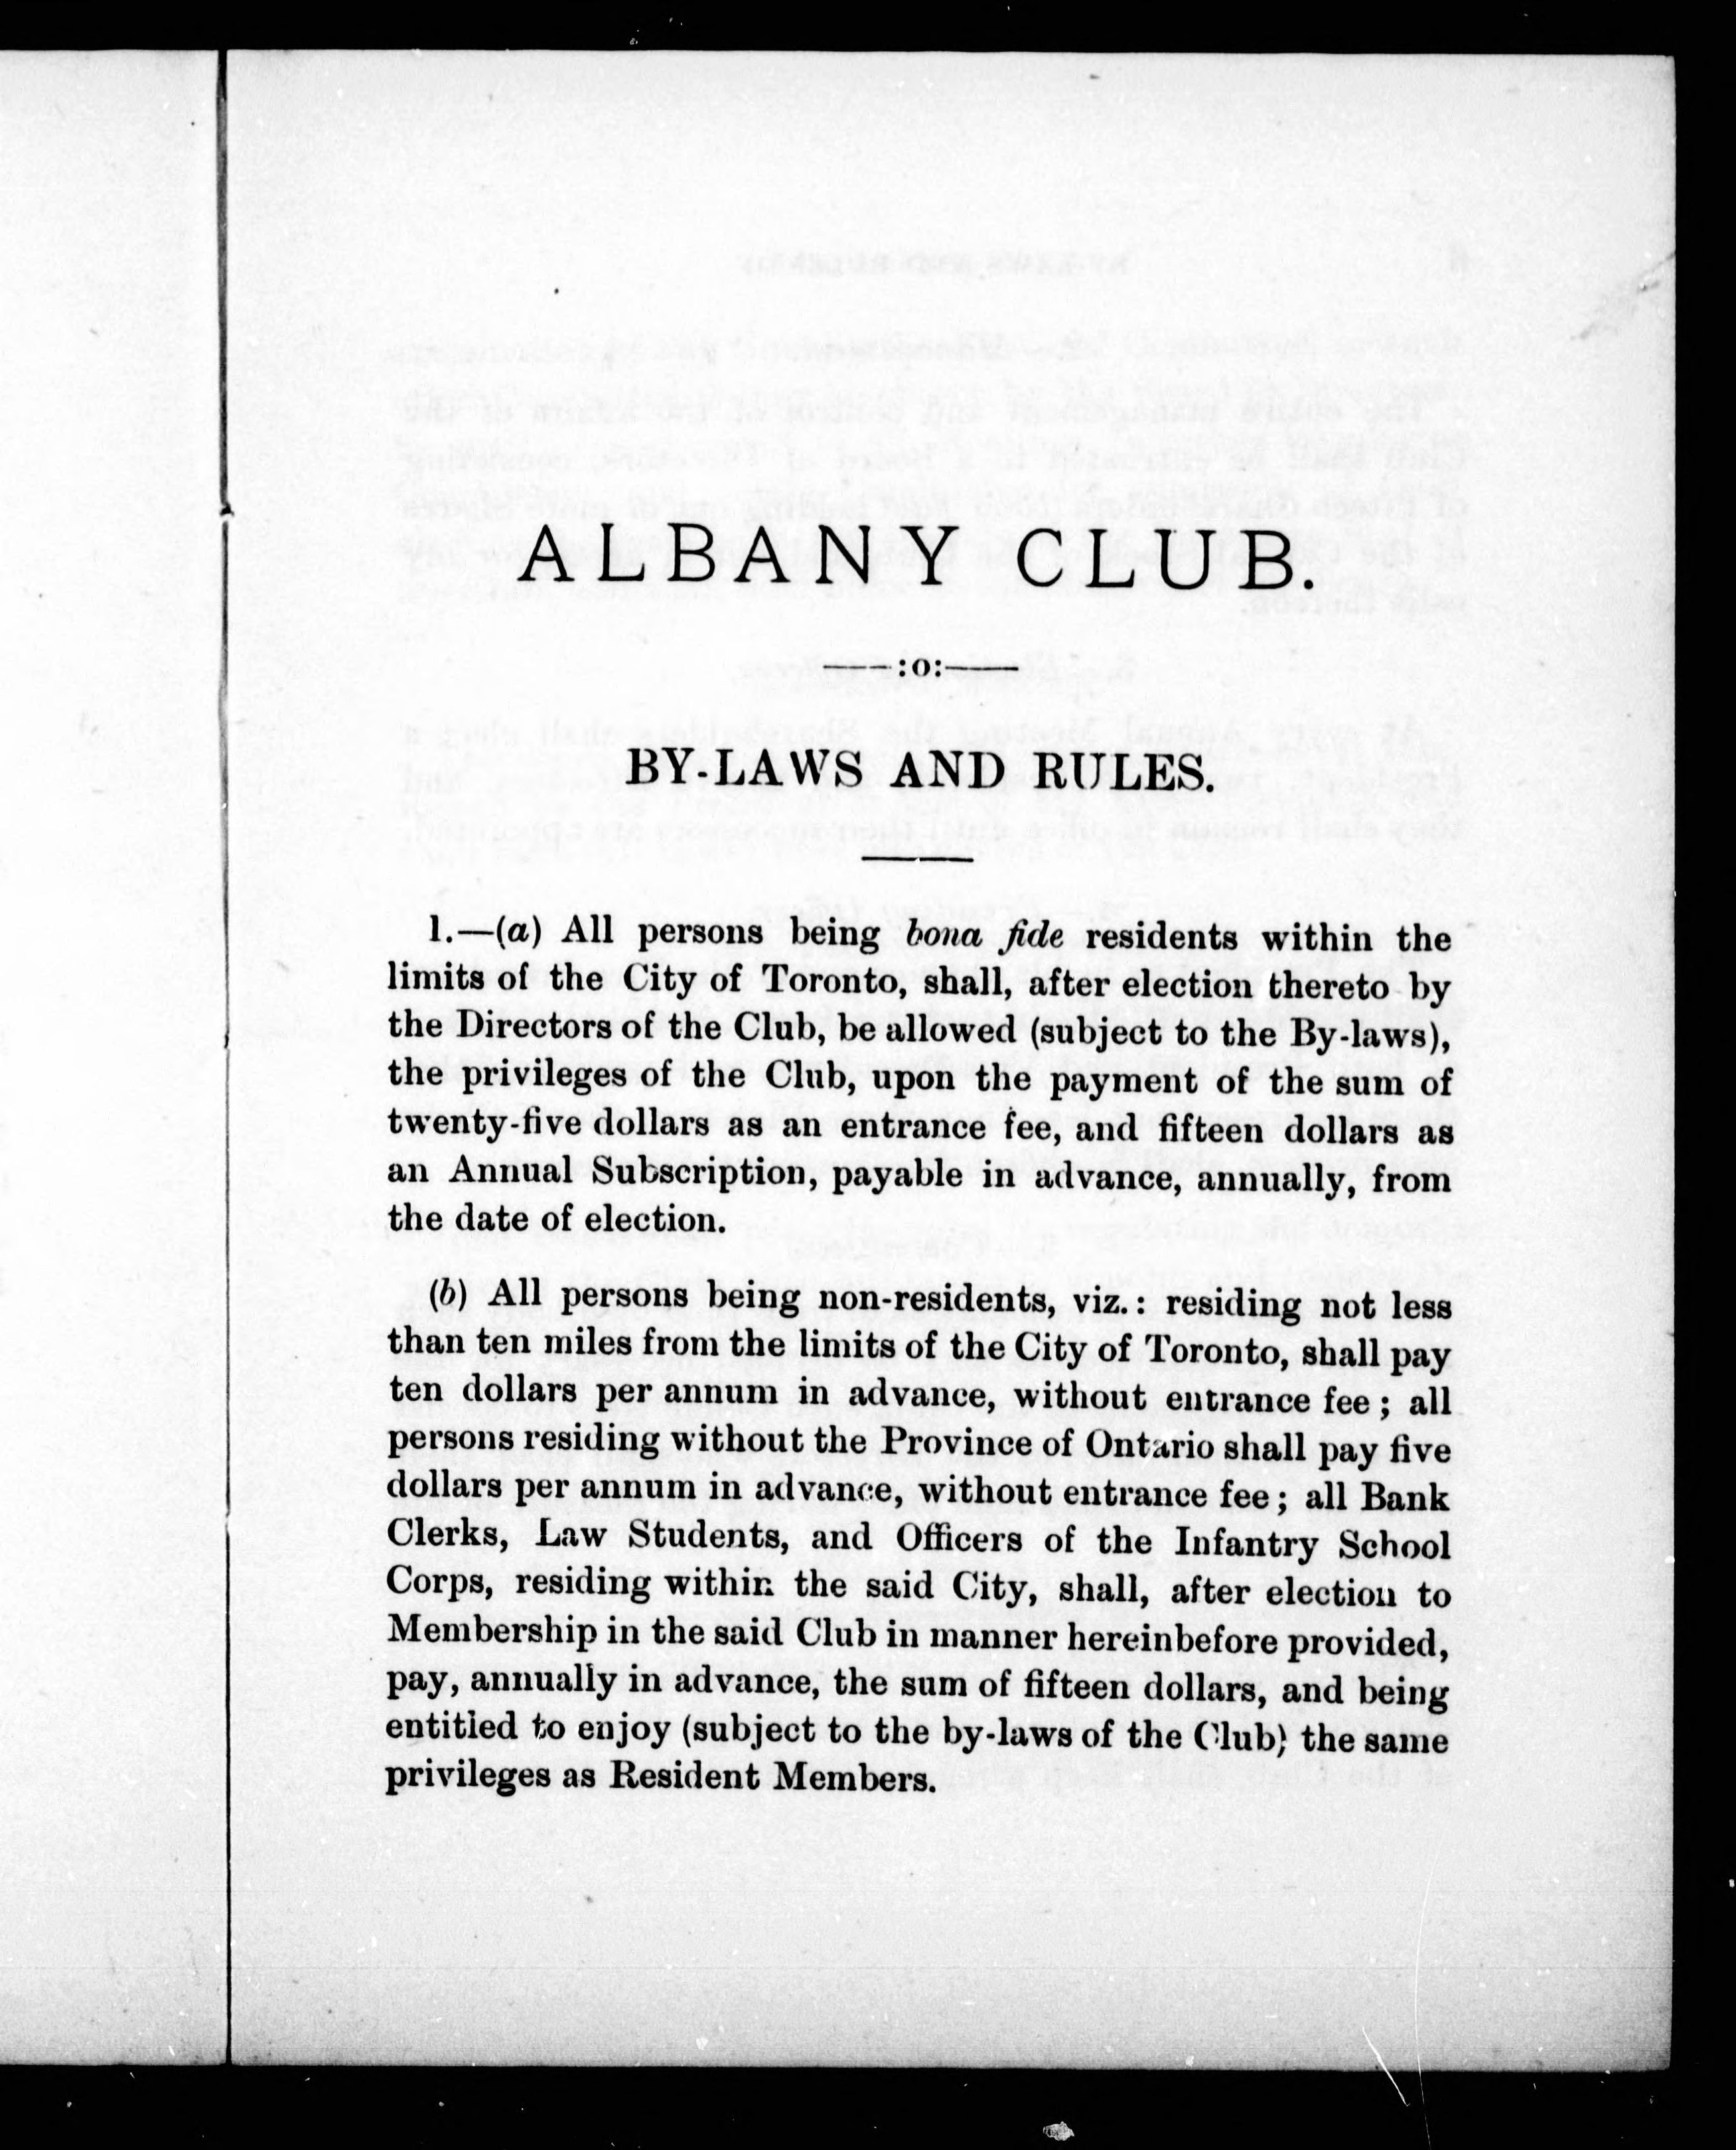 ALBANY CLUB.
———:o:———
BY-LAWS AND RULES.
1.—(a) All persons being bona fide residents within the
limits of the City of Toronto, shall, after election thereto by
the Directors of the Club, be allowed (subject to the By-laws),
the privileges of the Club, upon the payment of the sum of
twenty-five dollars as an entrance fee, and fifteen dollars as
an Annual Subscription, payable in advance, annually, from
the date of election.
(b) All persons being non-residents, viz.: residing not less
than ten miles from the limits of the City of Toronto, shall pay
ten dollars per annum in advance, without entrance fee; all
persons residing without the Province of Ontario shall pay five
dollars per annum in advance, without entrance fee; all Bank
Clerks, Law Students, and Officers of the Infantry School
Corps, residing within the said City, shall, after election to
Membership in the said Club in manner hereinbefore provided,
pay, annually in advance, the sum of fifteen dollars, and being
entitled to enjoy (subject to the by-laws of the Club) the same
privileges as Resident Members.